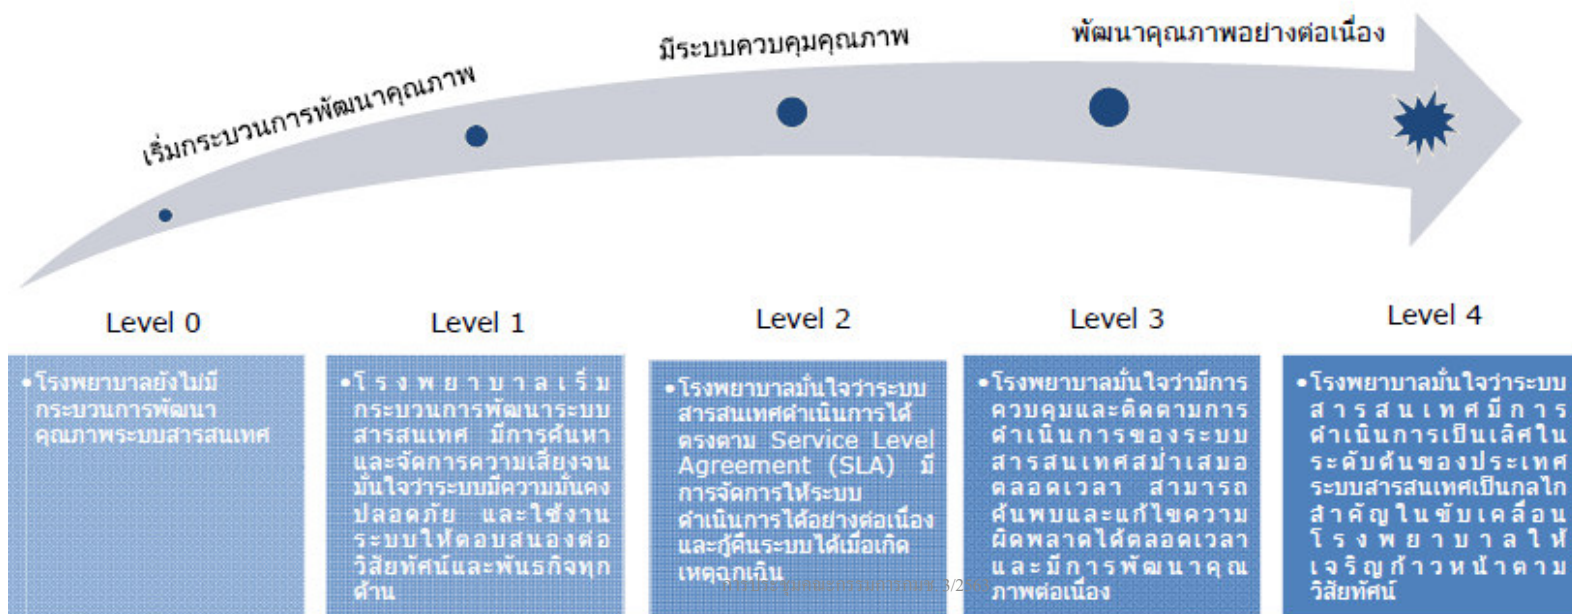 เริ่มกระบวนการพัฒนาคุณภาพ
มีระบบควบคุมคุณภาพ
พัฒนาคุณภาพอย่างต่อเนื่อง
Level 0
Level 1
Level 2
Level 3
Level 4
•โรงพยาบาลยังไม่มี
กระบวนการพัฒนา
คุณภาพระบบสารสนเทศ
•โรงพยาบาลเริ่ม
กระบวนการพัฒนาระบบ
สารสนเทศ มีการค้นหา
และจัดการความเสี่ยงจน
มั่นใจว่าระบบมีความมั่นคง
ปลอดภัย และใช้งาน
ระบบให้ตอบสนองต่อ
วิสัยทัศน์และพันธกิจทุก
ด้าน
•โรงพยาบาลมั่นใจว่าระบบ
สารสนเทศดำเนินการได้
ตรงตาม Service Level
Agreement (SLA) มี
การจัดการให้ระบบ
ดำเนินการได้อย่างต่อเนื่อง
และกู้คืนระบบได้เมื่อเกิด
เหตุฉุกเฉิน
•โรงพยาบาลมั่นใจว่ามีการ
ควบคุมและติดตามการ
ดำเนินการของระบบ
สารสนเทศสม่ำเสมอ
ตลอดเวลา สามารถ
ค้นพบและแก้ไขความ
ผิดพลาดได้ตลอดเวลา
และมีการพัฒนาคุณ
ภาพต่อเนื่อง
•โรงพยาบาลมั่นใจว่าระบบ
สารสนเทศมีการ
ดำเนินการเป็นเลิศใน
ระดับต้นของประเทศ
ระบบสารสนเทศเป็นกลไก
สำคัญในขับเคลื่อน
โรงพยาบาลให้
เจริญก้าวหน้าตาม
วิสัยทัศน์